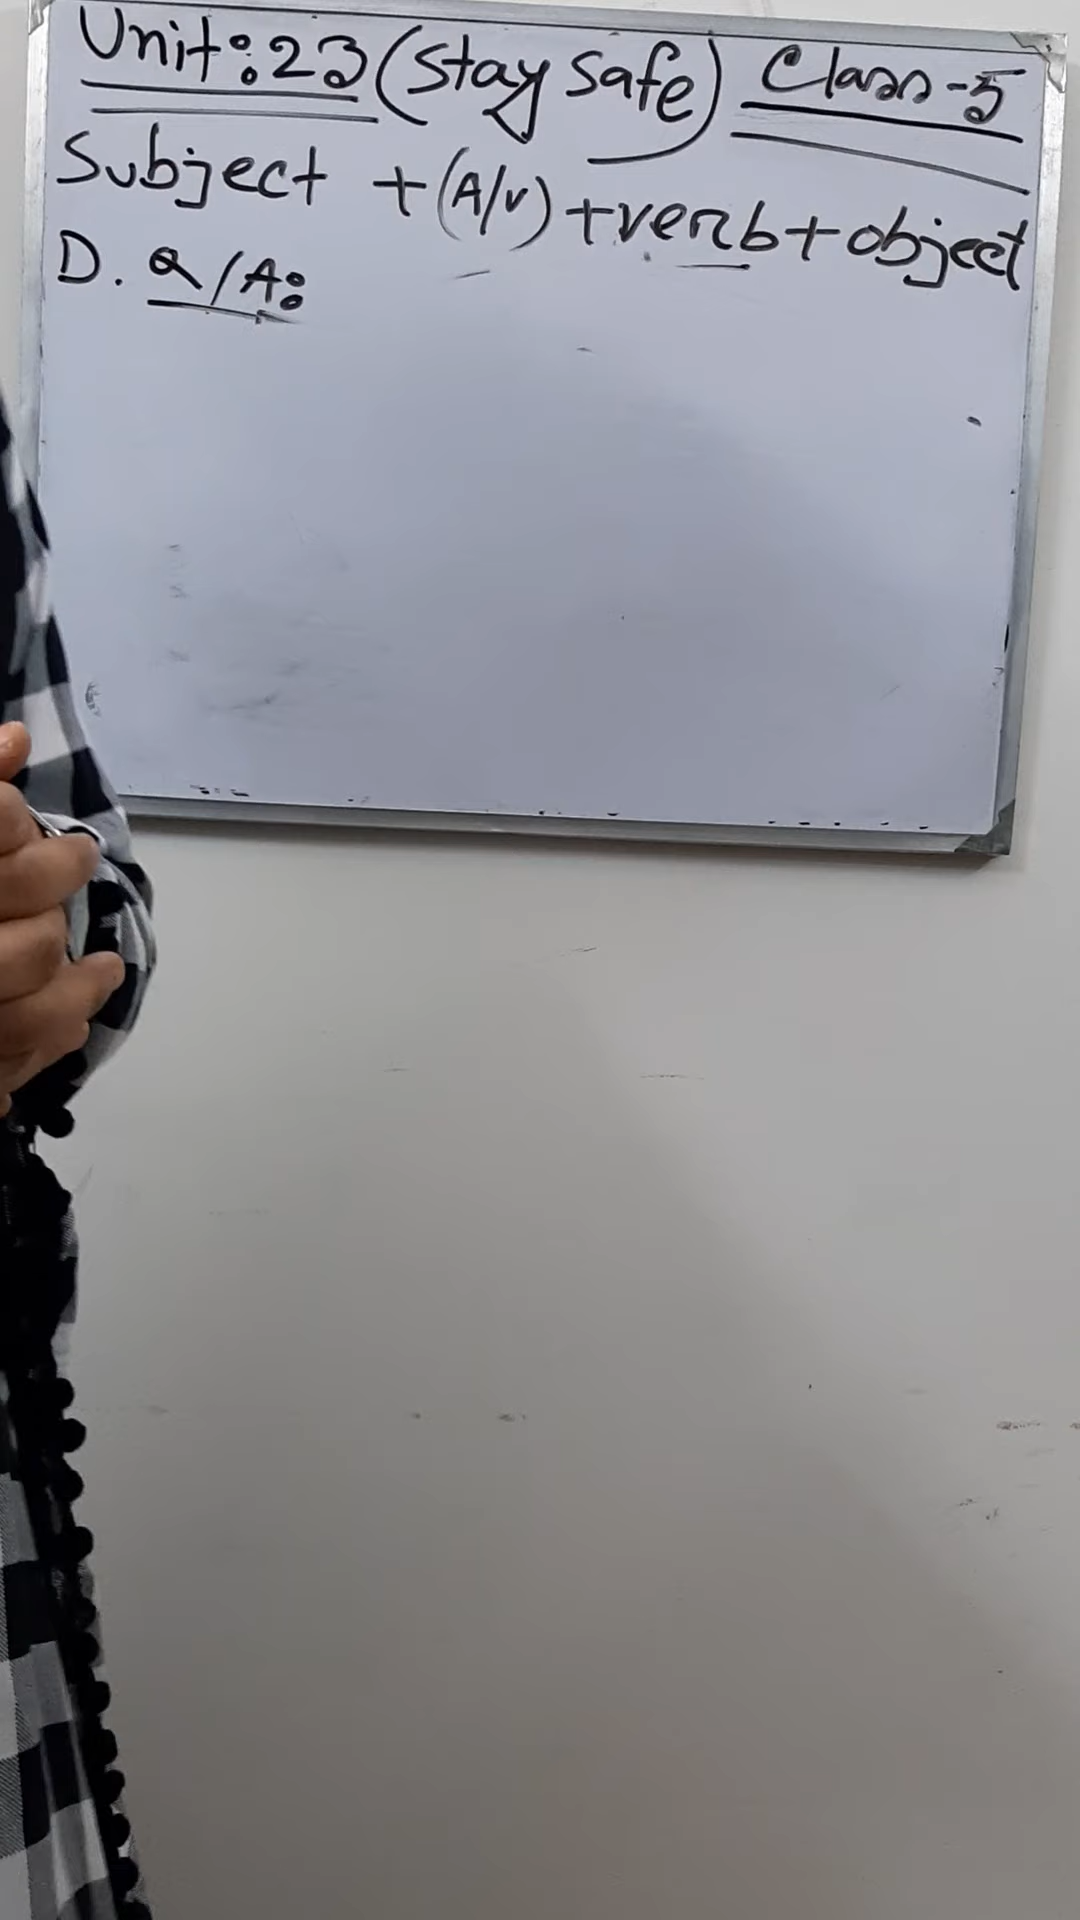 Unit:23 (Stay Safe) Class-5
Subject + (A/V) + verb + object
D. Q/A: